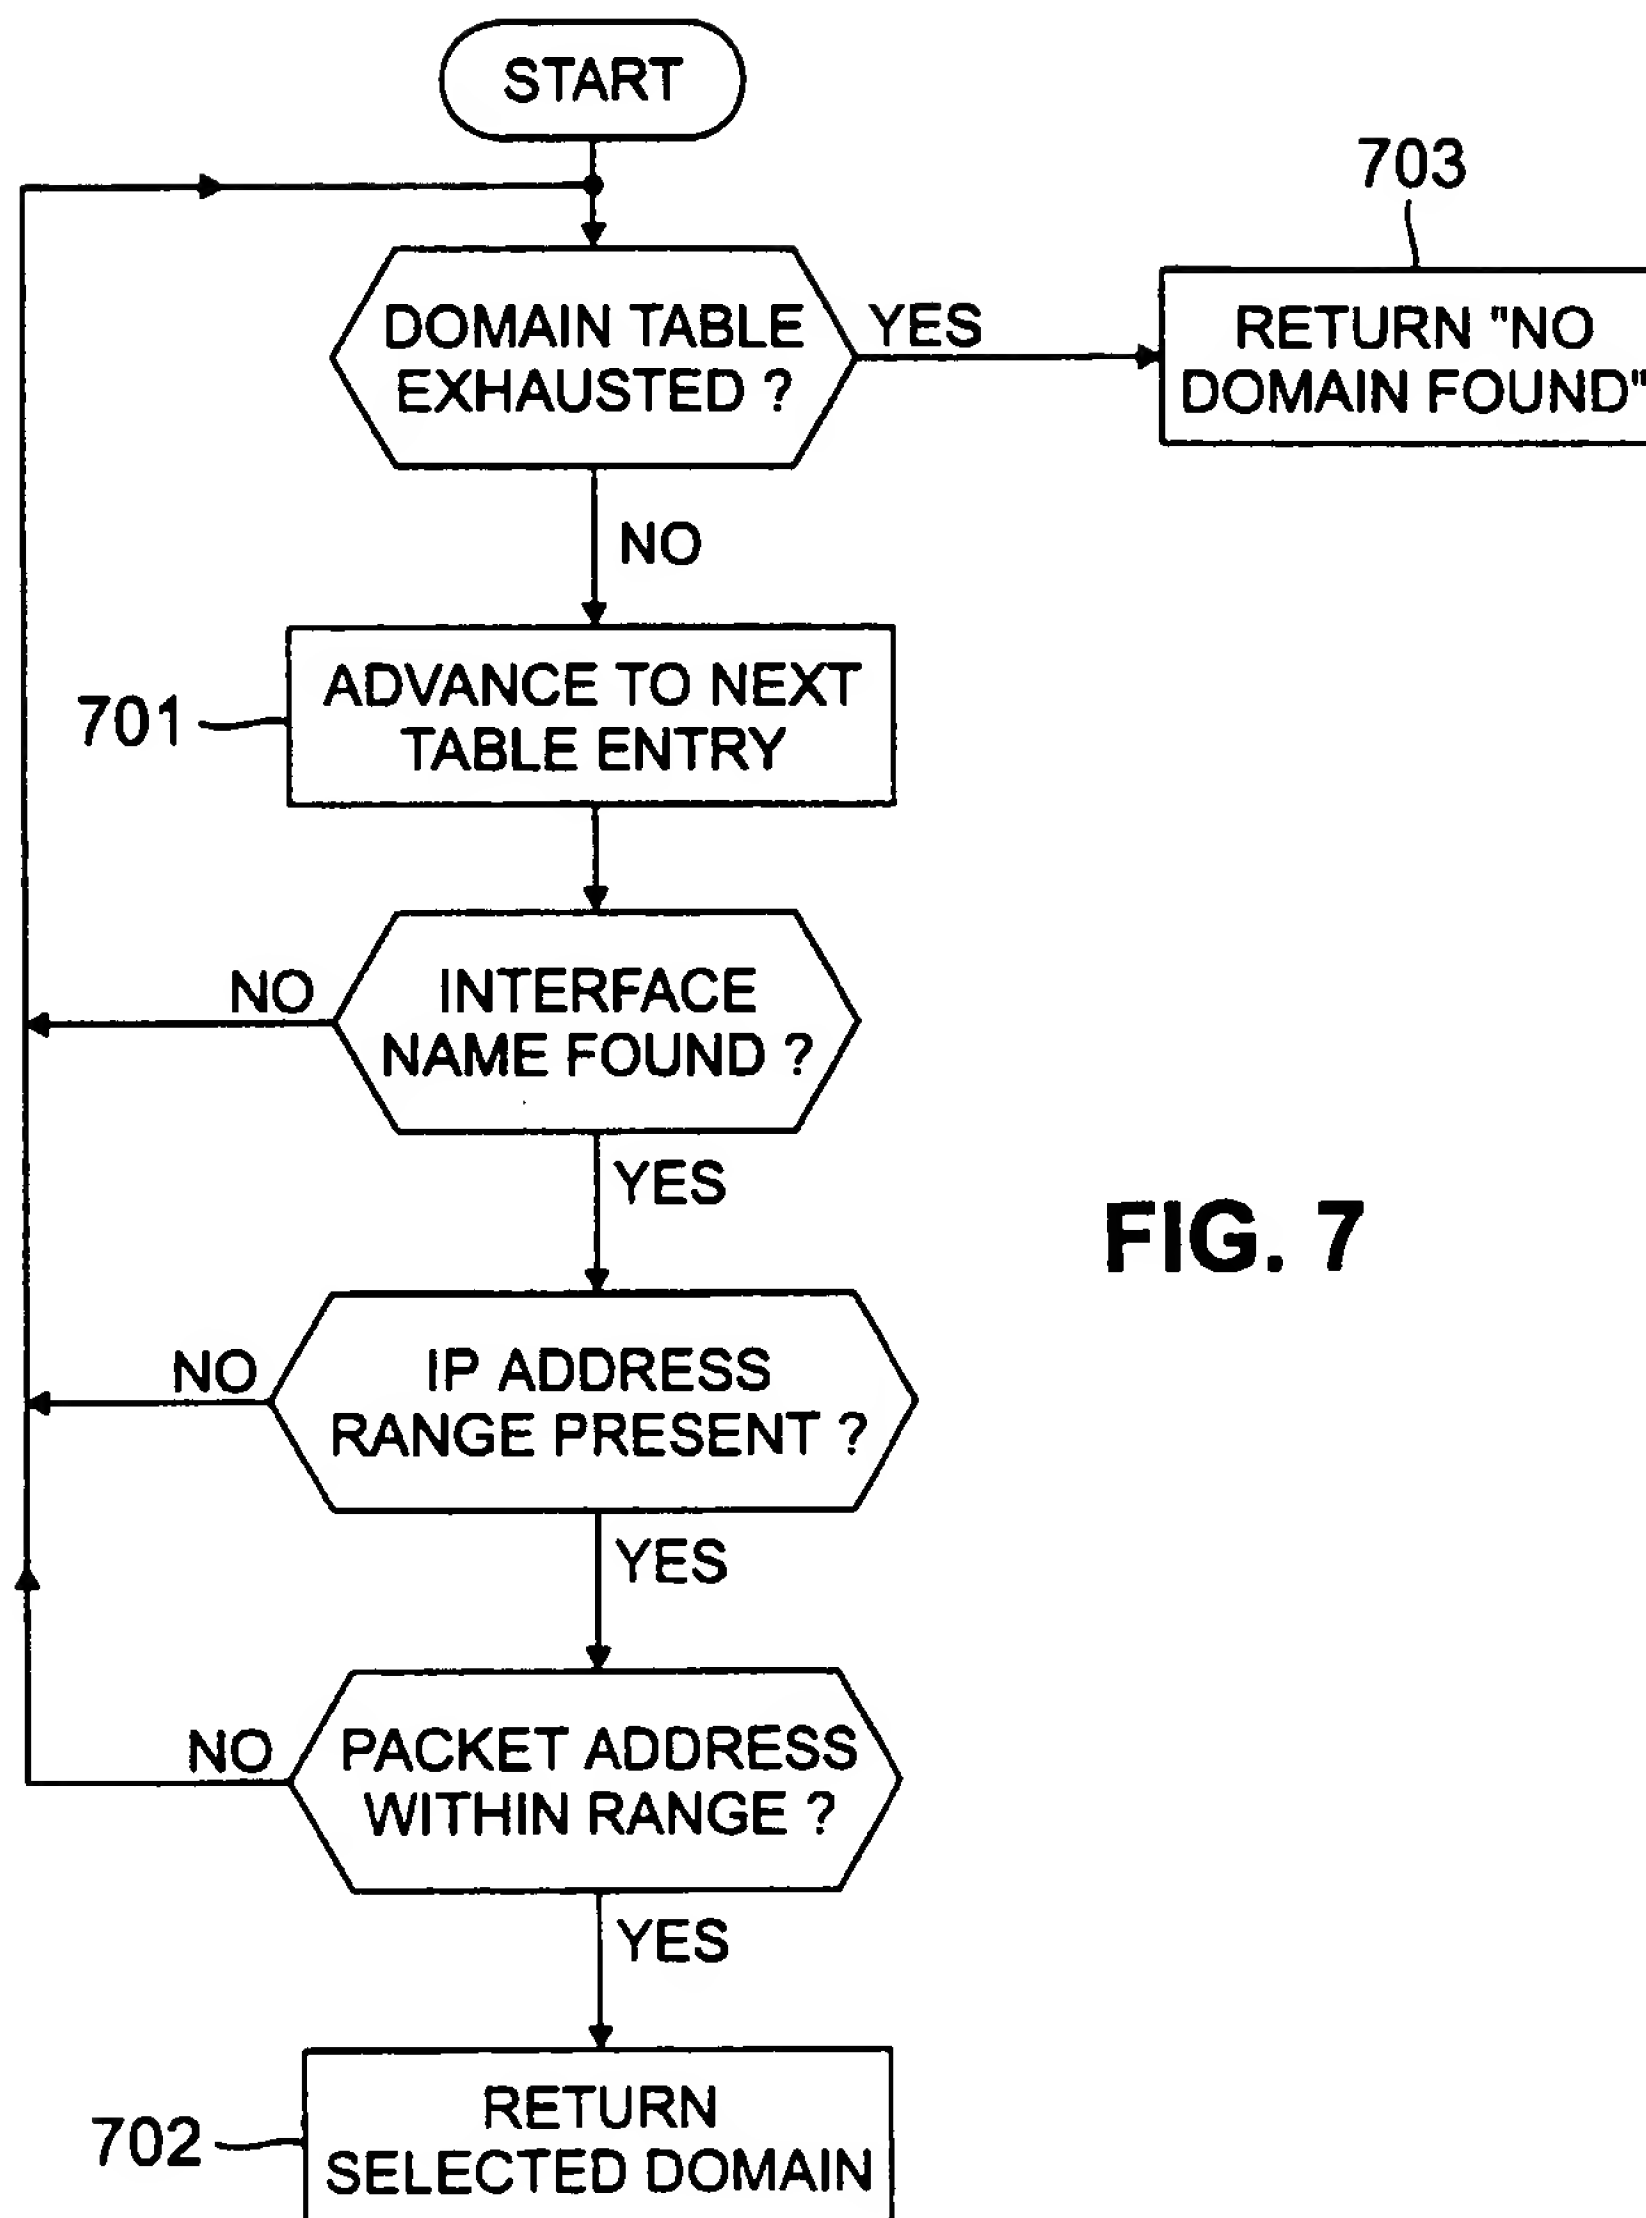 START
703
DOMAIN TABLE
EXHAUSTED ?
YES
RETURN "NO
DOMAIN FOUND"
NO
701
ADVANCE TO NEXT
TABLE ENTRY
NO
INTERFACE
NAME FOUND ?
YES
FIG. 7
NO
IP ADDRESS
RANGE PRESENT ?
YES
NO
PACKET ADDRESS
WITHIN RANGE ?
YES
702
RETURN
SELECTED DOMAIN